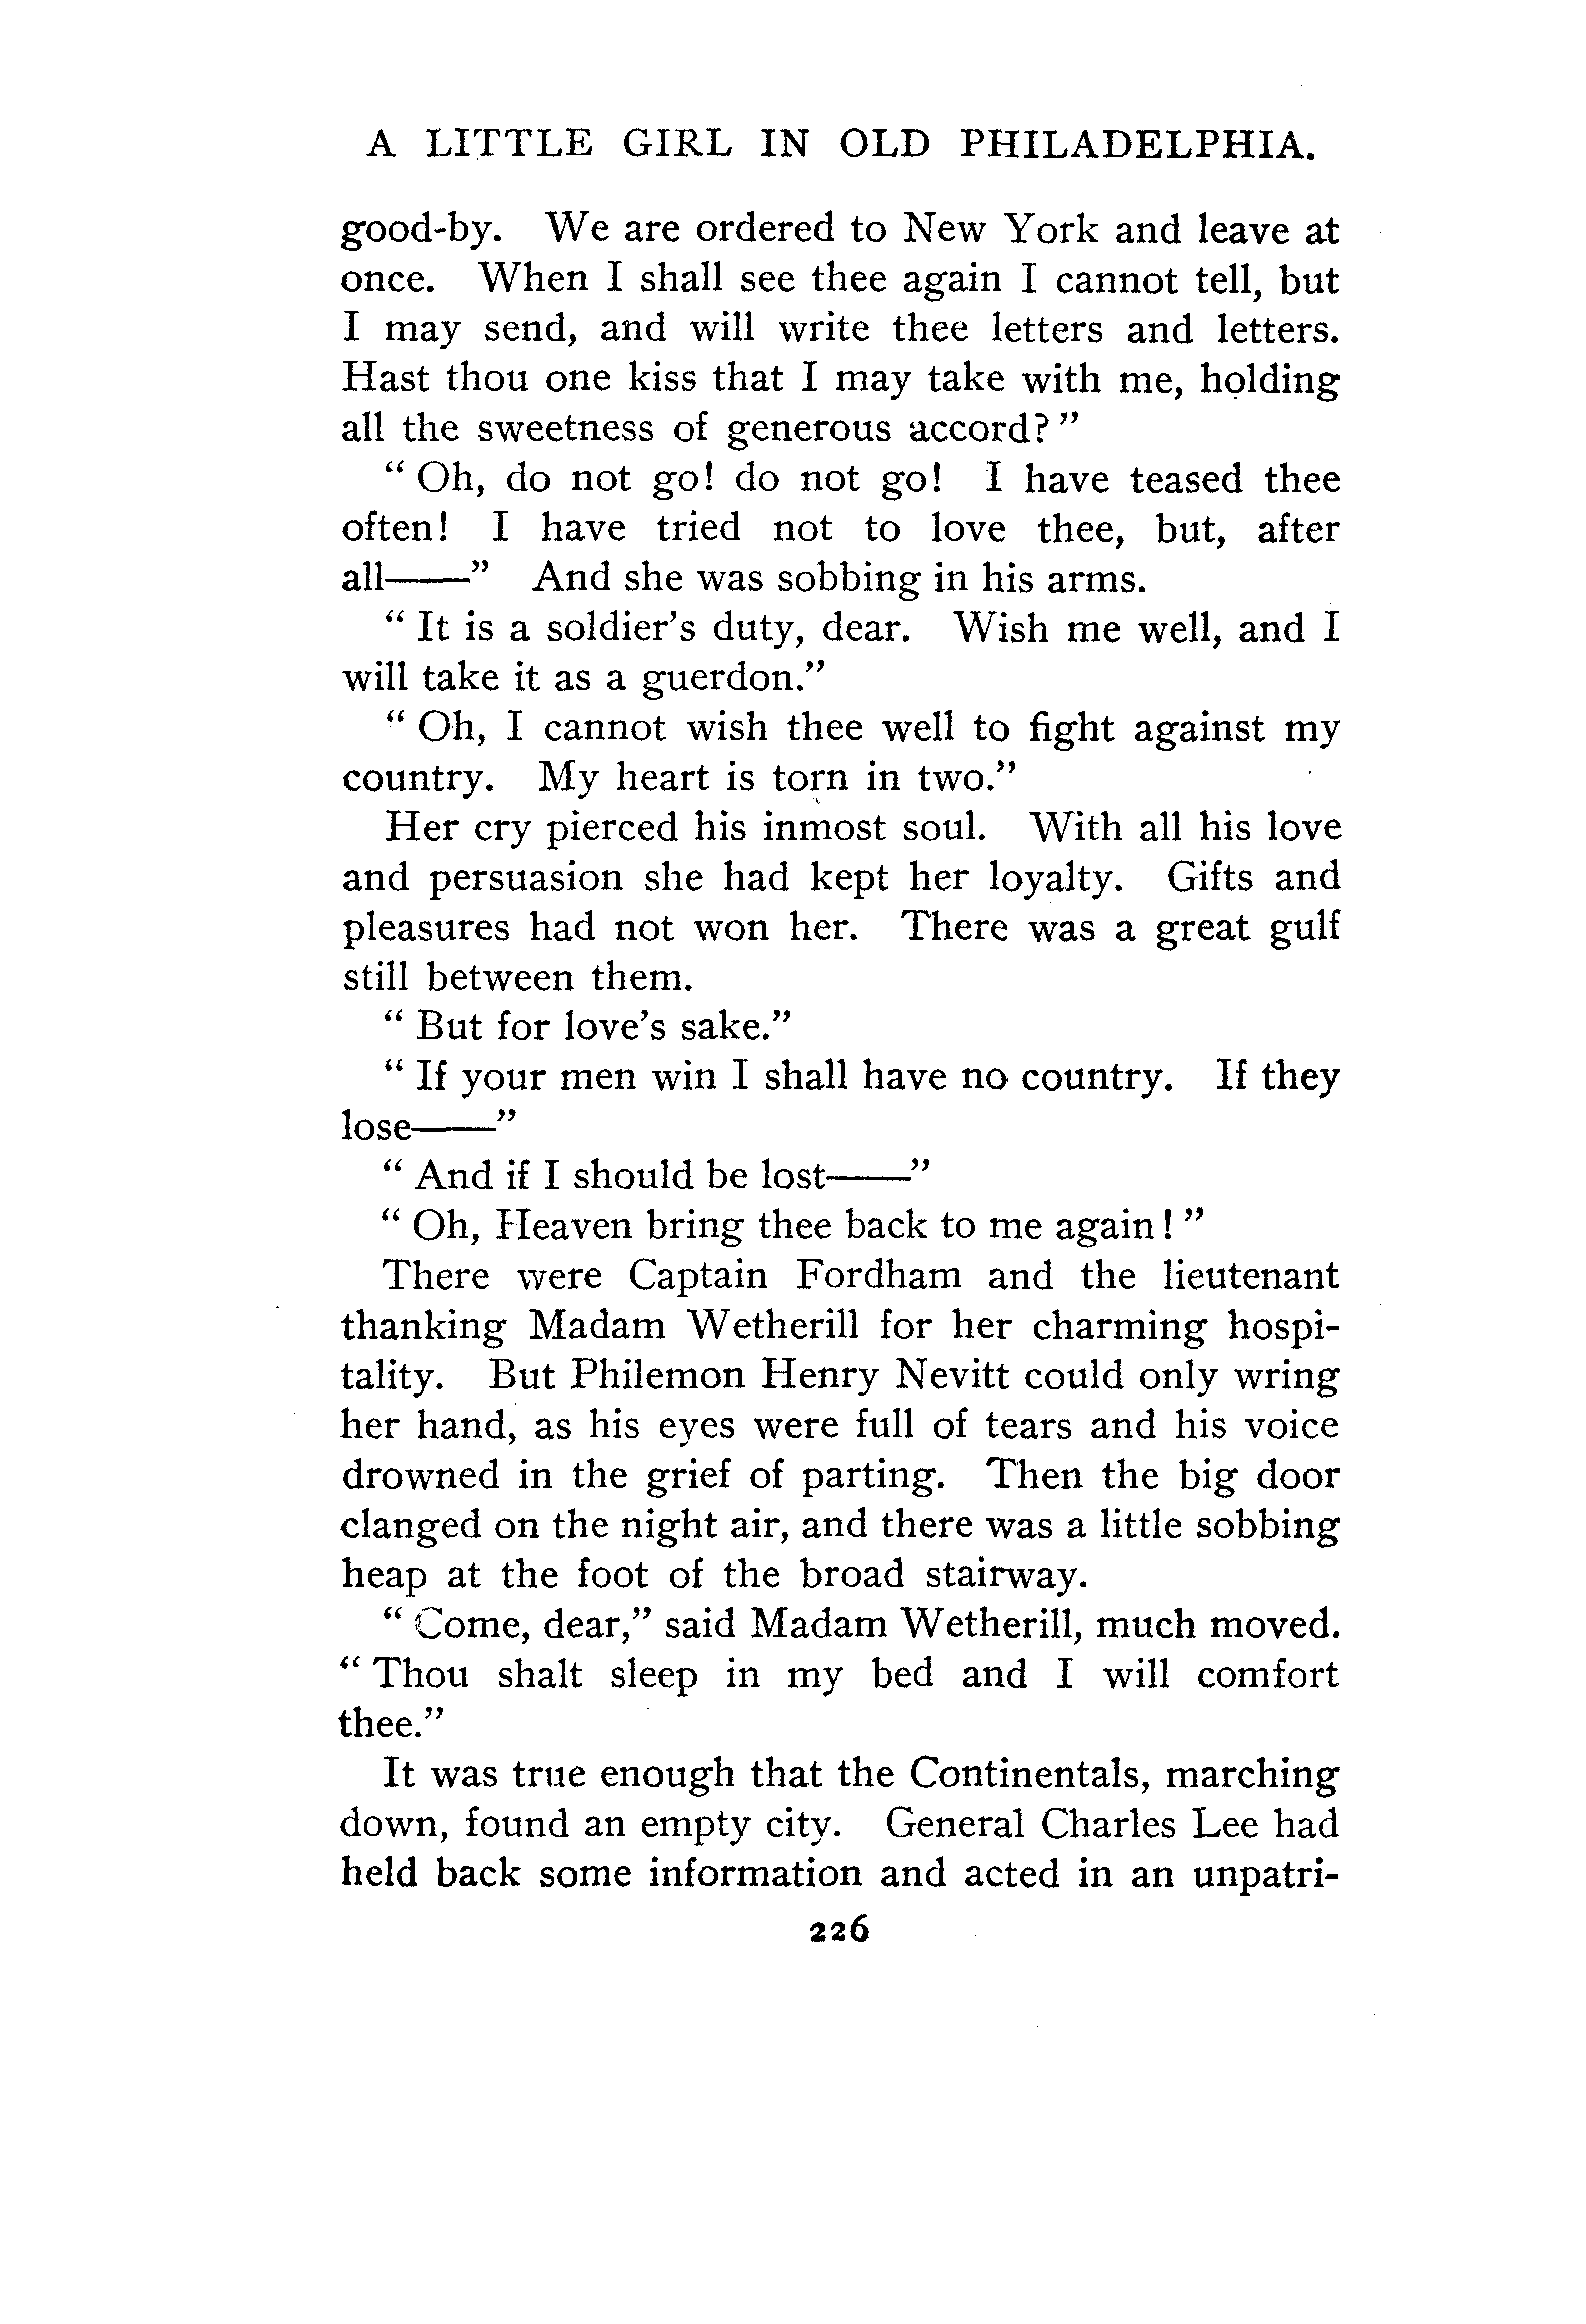 A LITTLE GIRL IN OLD PHILADELPHIA.
good-by. We are ordered to New York and leave at
once. When I shall see thee again I cannot tell, but
I may send, and will write thee letters and letters.
Hast thou one kiss that I may take with me, holding
all the sweetness of generous accord?"
"Oh, do not go! do not go! I have teased thee
often! I have tried not to love thee, but, after
all——" And she was sobbing in his arms.
"It is a soldier's duty, dear. Wish me well, and I
will take it as a guerdon."
"Oh, I cannot wish thee well to fight against my
country. My heart is torn in two."
Her cry pierced his inmost soul. With all his love
and persuasion she had kept her loyalty. Gifts and
pleasures had not won her. There was a great gulf
still between them.
"But for love's sake."
"If your men win I shall have no country. If they
lose——"
"And if I should be lost——"
"Oh, Heaven bring thee back to me again!"
There were Captain Fordham and the lieutenant
thanking Madam Wetherill for her charming hospi-
tality. But Philemon Henry Nevitt could only wring
her hand, as his eyes were full of tears and his voice
drowned in the grief of parting. Then the big door
clanged on the night air, and there was a little sobbing
heap at the foot of the broad stairway.
"Come, dear," said Madam Wetherill, much moved.
"Thou shalt sleep in my bed and I will comfort
thee."
It was true enough that the Continentals, marching
down, found an empty city. General Charles Lee had
held back some information and acted in an unpatri-
226